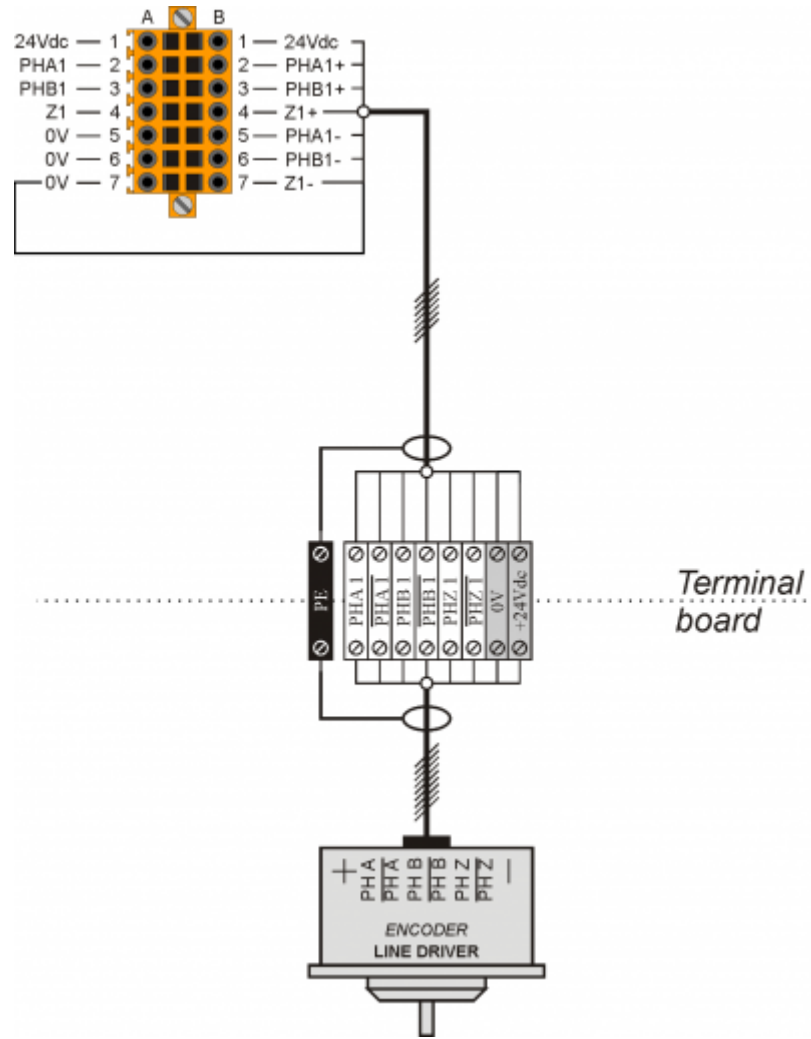 A B
24Vdc 1 1 24Vdc
PHA1 2 2 PHA1+
PHB1 3 3 PHB1+
Z1 4 4 Z1+
0V 5 5 PHA1-
0V 6 6 PHB1-
0V 7 7 Z1-
PE
PHA 1
PHA 1
PHB 1
PHB 1
PHZ 1
PHZ 1
0V
+24Vdc
Terminal
board
+
PH A
PH A
PH B
PH B
PH Z
PH Z
–
ENCODER
LINE DRIVER